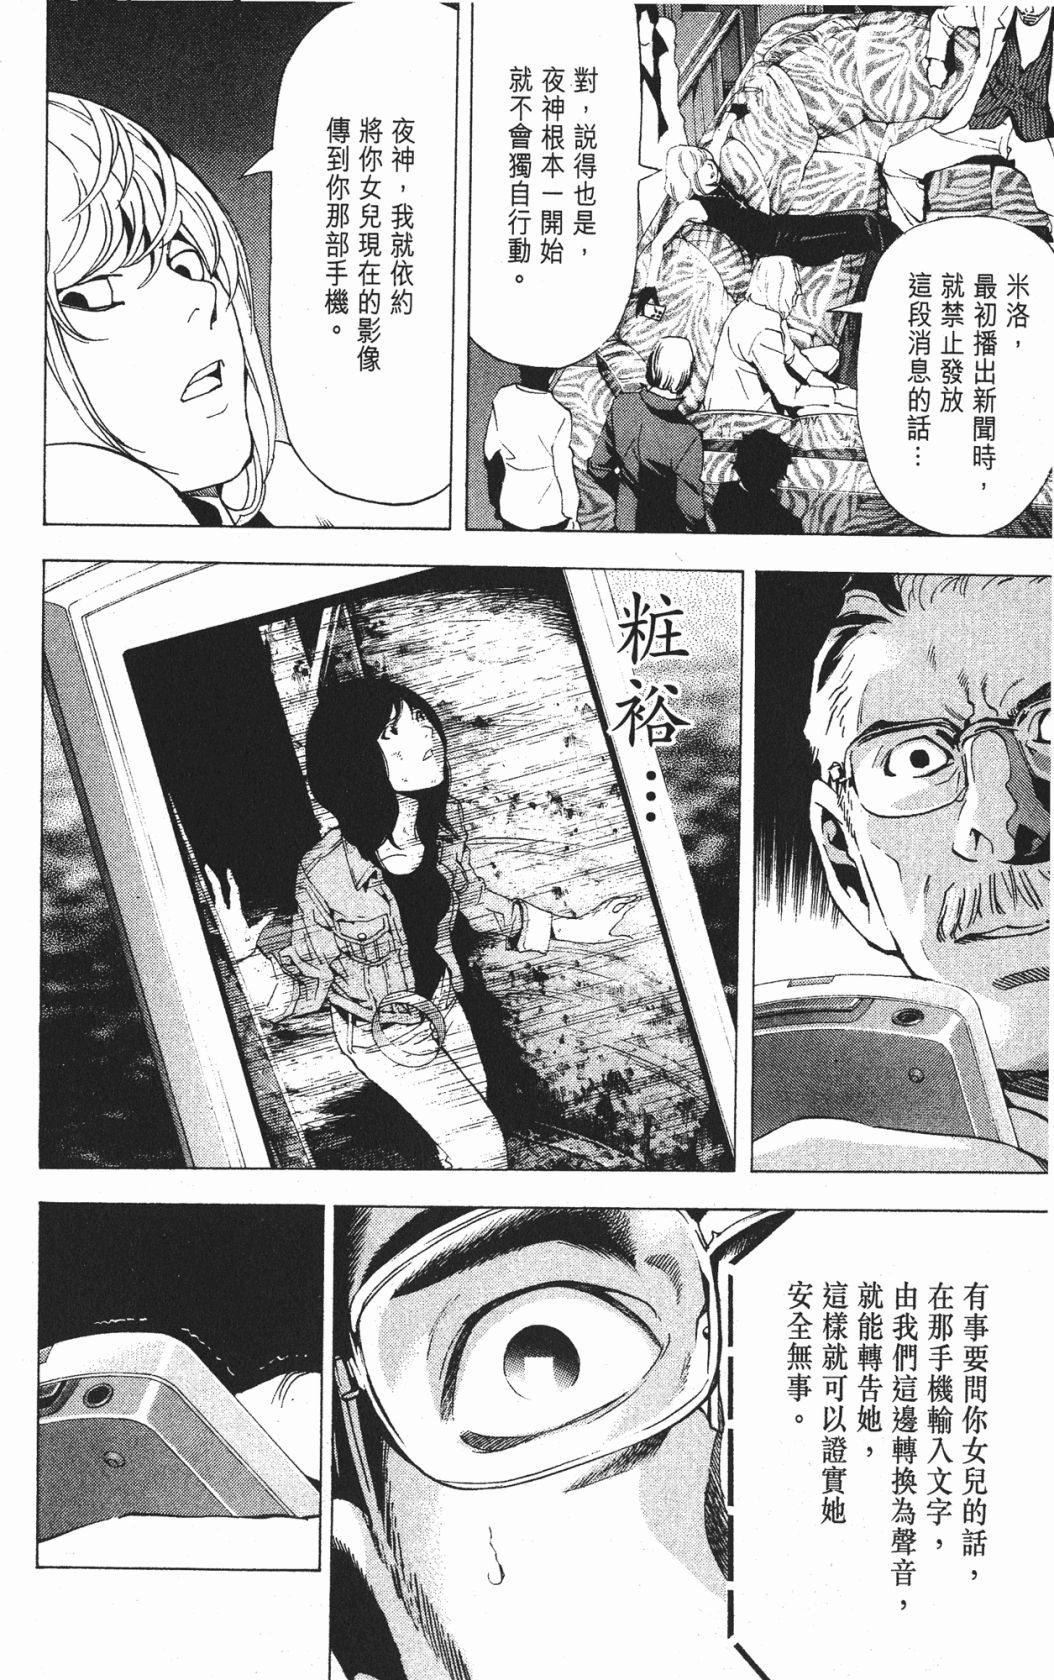 米洛，
最初播出新聞時，
就禁止發放
這段消息的話…
對，說得也是，
夜神根本一開始
就不會獨自行動。
夜神，我就依約
將你女兒現在的影像
傳到你那部手機。
粧裕…
有事要問你女兒的話，
在那手機輸入文字，
由我們這邊轉換為聲音，
就能轉告她，
這樣就可以證實她
安全無事。